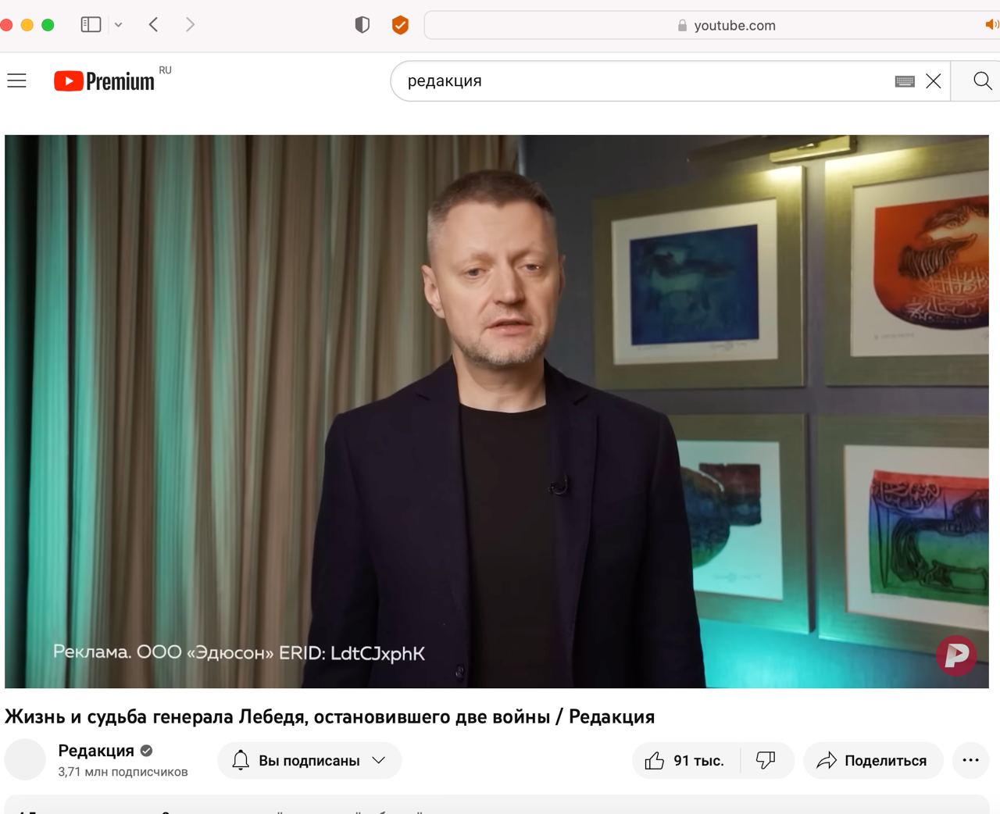 youtube.com
Premium RU
редакция
Реклама. ООО «Эдюсон» ERID: LdtCJxphK
Жизнь и судьба генерала Лебедя, остановившего две войны / Редакция
Редакция
3,71 млн подписчиков
Вы подписаны
91 тыс.
Поделиться